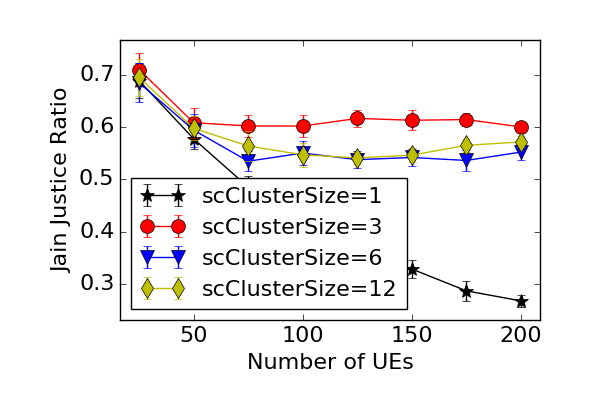 Jain Justice Ratio
0.7
0.6
0.5
0.4
0.3
scClusterSize=1
scClusterSize=3
scClusterSize=6
scClusterSize=12
50 100 150 200
Number of UEs